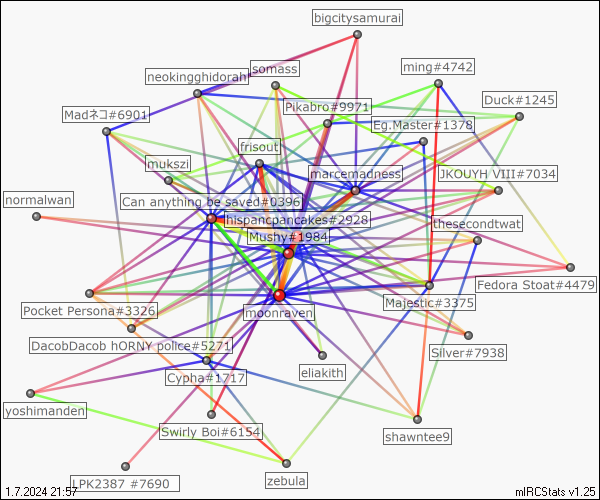 bigcitysamurai
ming#4742
somass
neokingghidorah
Duck#1245
Pikabro#9971
Madネコ#6901
Eg.Master#1378
frisout
mukszi
marcemadness
JKOUYH VIII#7034
normalwan
Can anything be saved#0396
hispancpancakes#2928
thesecondtwat
Mushy#1984
Fedora Stoat#4479
Majestic#3375
Pocket Persona#3326
moonraven
DacobDacob hORNY police#5271
Silver#7938
eliakith
Cypha#1717
yoshimanden
Swirly Boi#6154
shawntee9
LPK2387 #7690
zebula
1.7.2024 21:57
mIRCStats v1.25